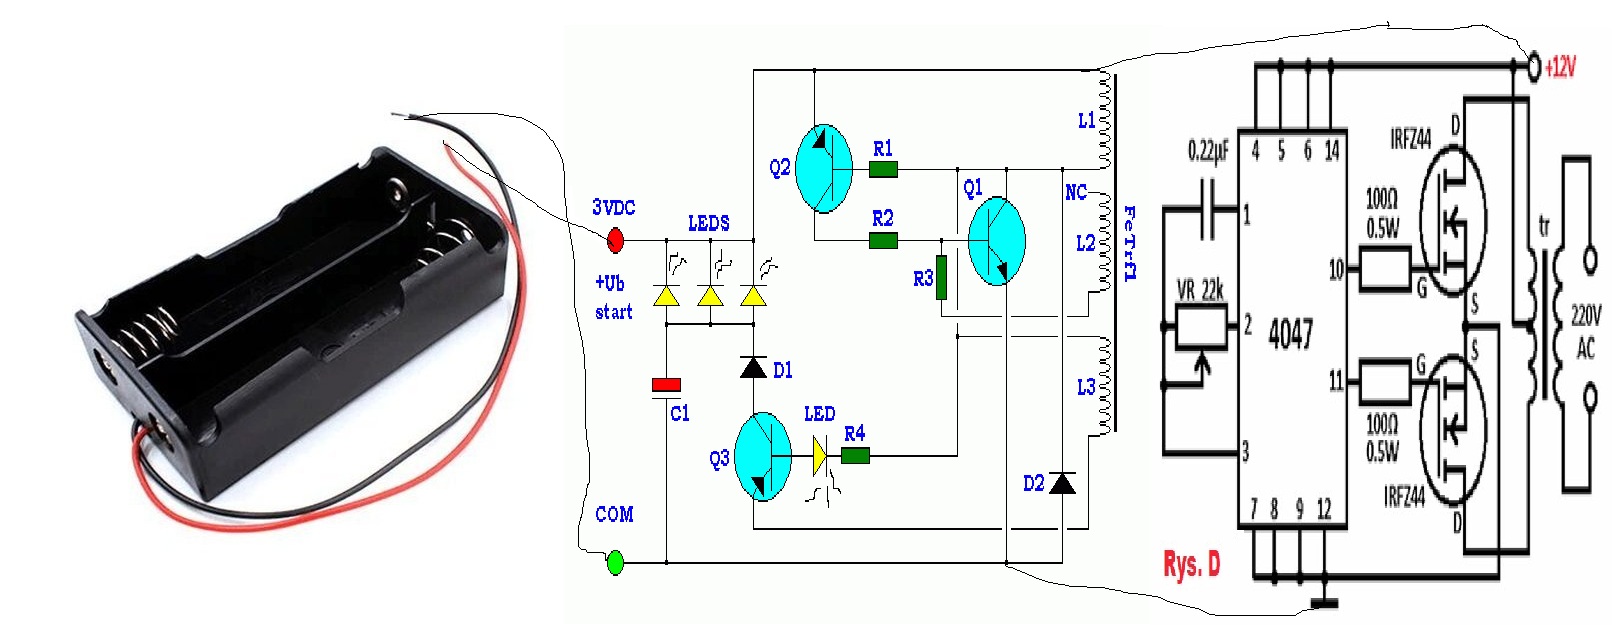 3VDC
+Ub
start
COM
LEDS
C1
D1
Q3
LED
R4
Q2
R1
R2
R3
Q1
D2
L1
NC
L2
L3
FeTrf1
+12V
4 5 6 14
0.22µF
1
VR 22k
2
3
4047
10
11
7 8 9 12
100Ω
0.5W
100Ω
0.5W
IRFZ44
D
G
S
S
G
IRFZ44
D
tr
220V
AC
Rys. D